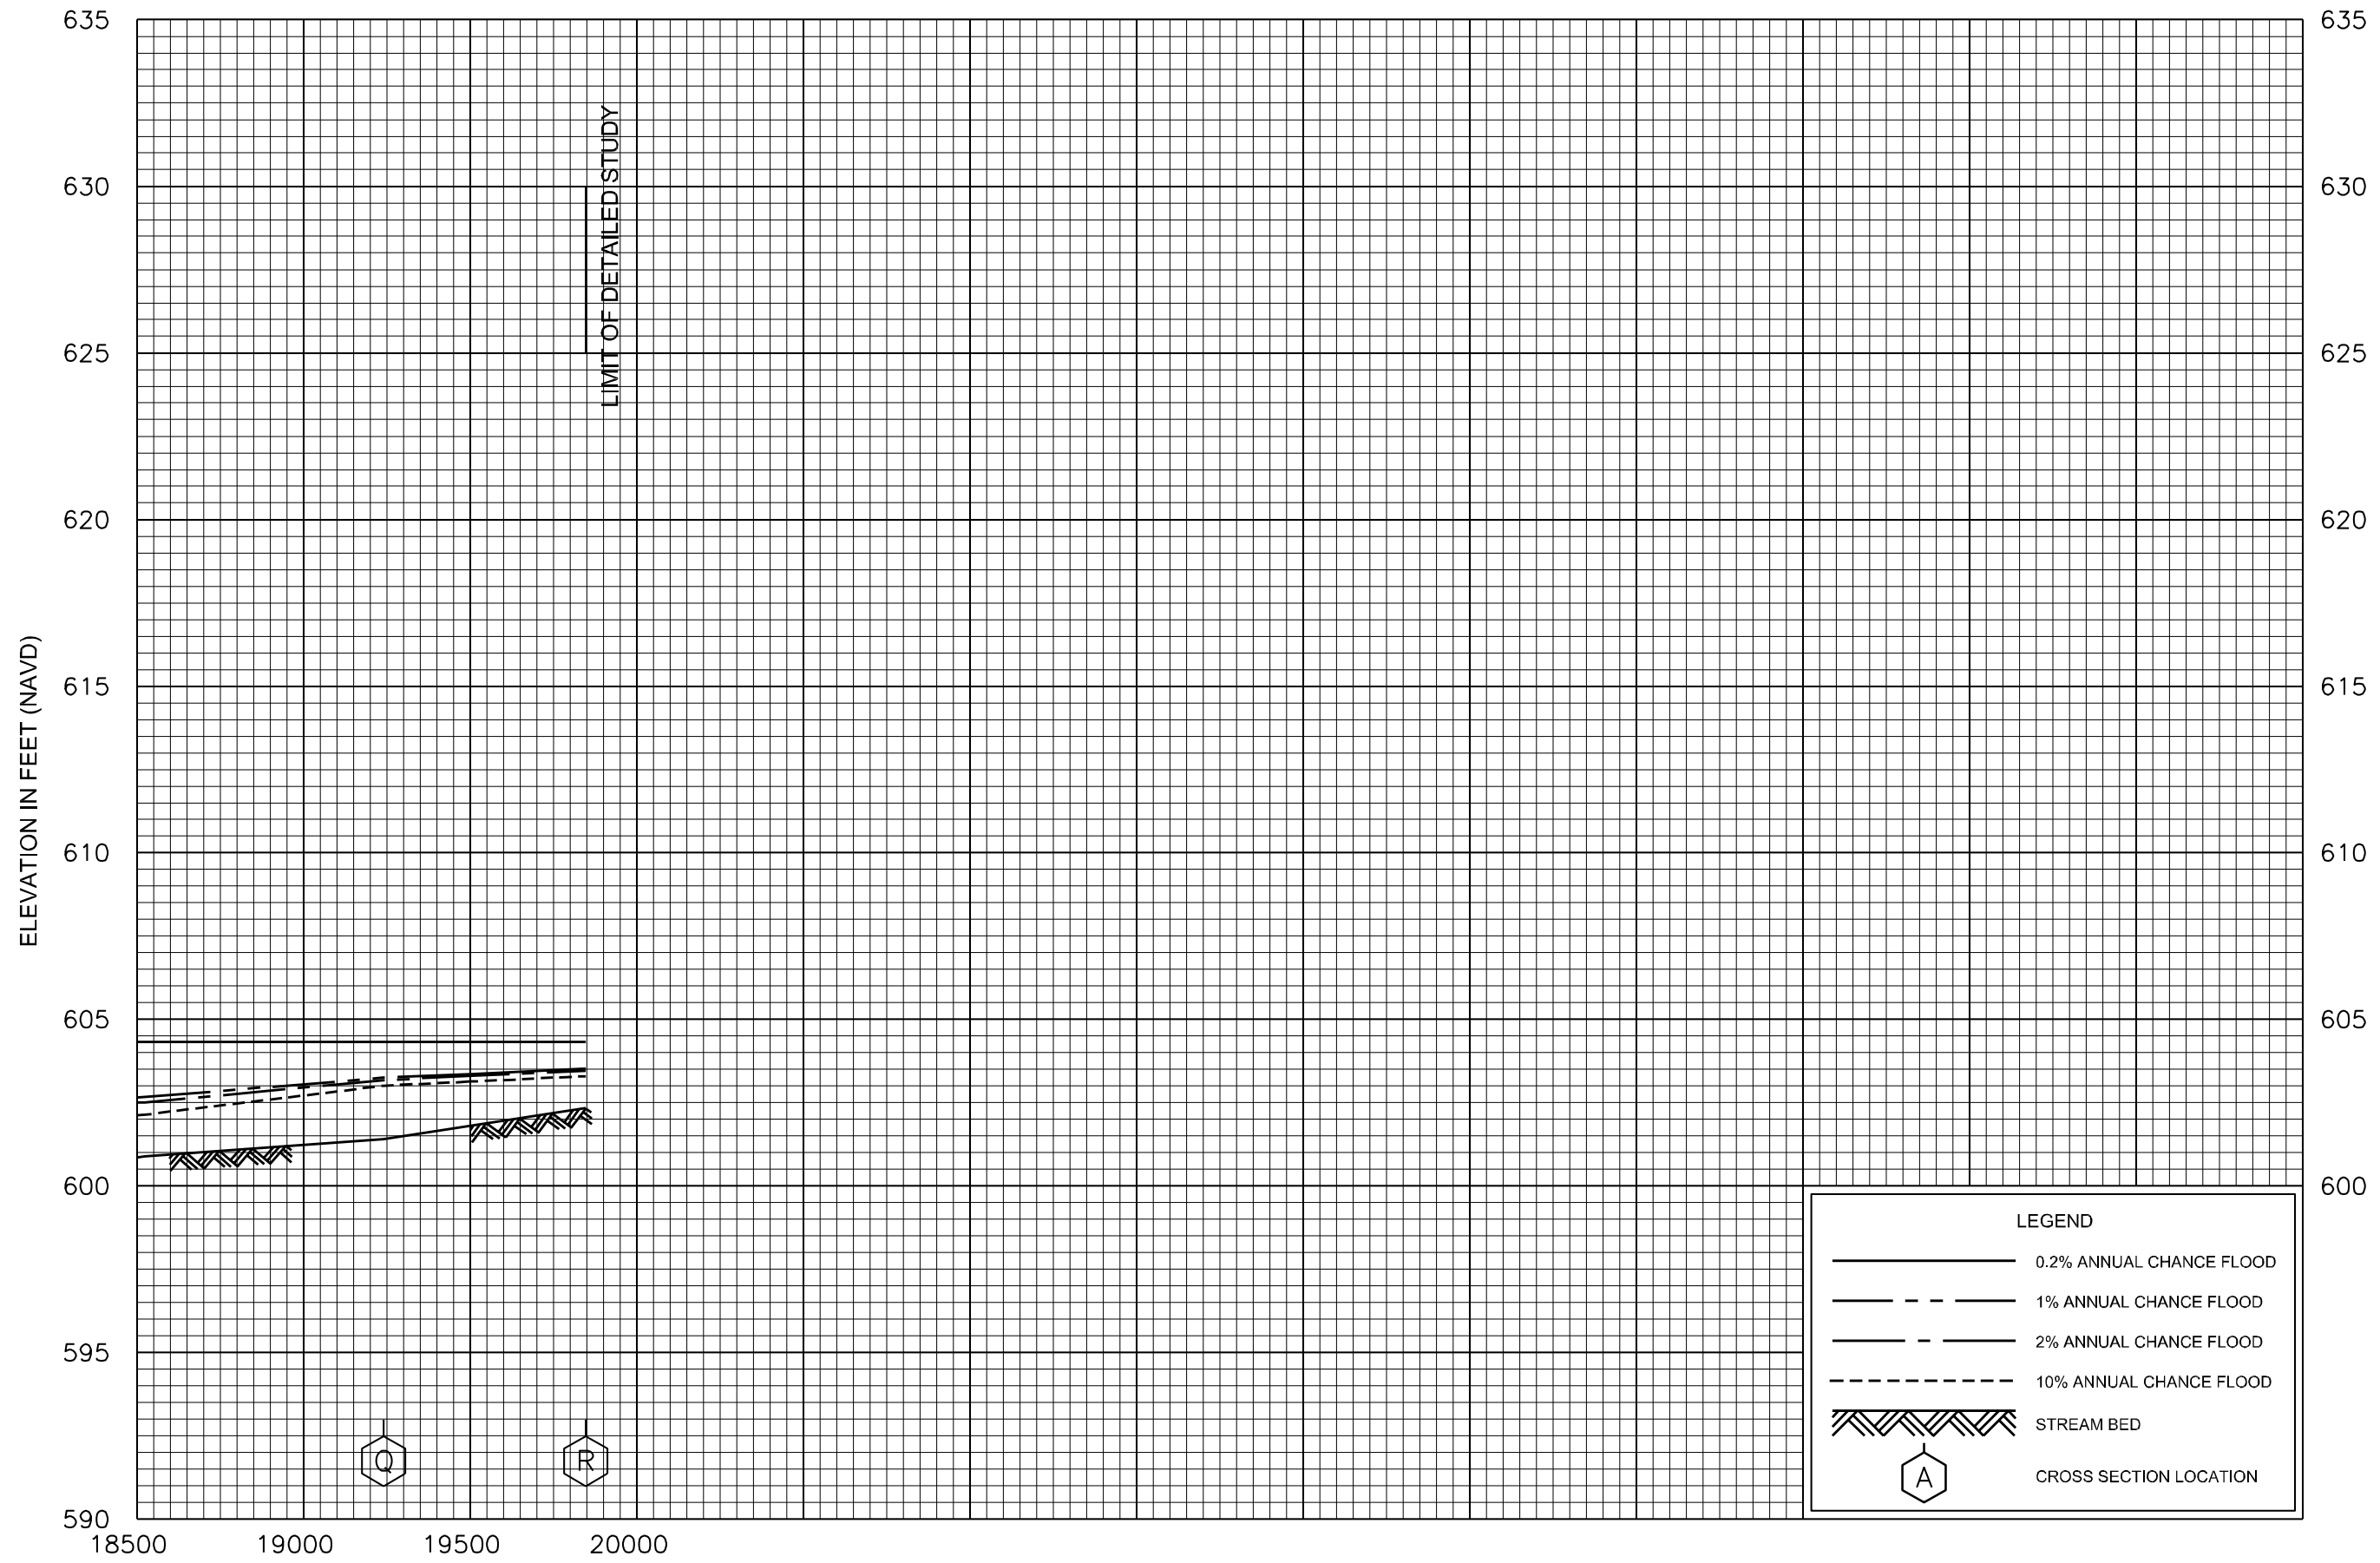 635
630
625
620
615
610
605
600
595
590
ELEVATION IN FEET (NAVD)
LIMIT OF DETAILED STUDY
635
630
625
620
615
610
605
600
Q
R
18500
19000
19500
20000
LEGEND
0.2% ANNUAL CHANCE FLOOD
1% ANNUAL CHANCE FLOOD
2% ANNUAL CHANCE FLOOD
10% ANNUAL CHANCE FLOOD
STREAM BED
A
CROSS SECTION LOCATION